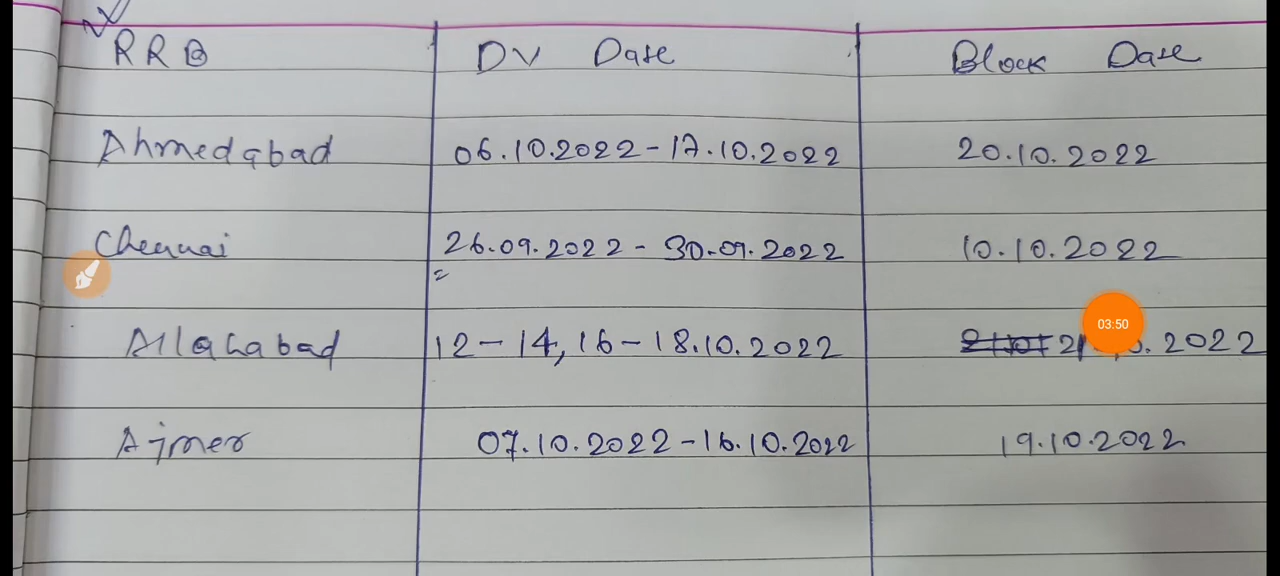 RRB DV Date Block Date
Ahmedabad 06.10.2022-17.10.2022 20.10.2022
Chennai 26.09.2022-30.09.2022 10.10.2022
03:50
Allahabad 12-14, 16-18.10.2022 .2022
Ajmer 07.10.2022-16.10.2022 19.10.2022